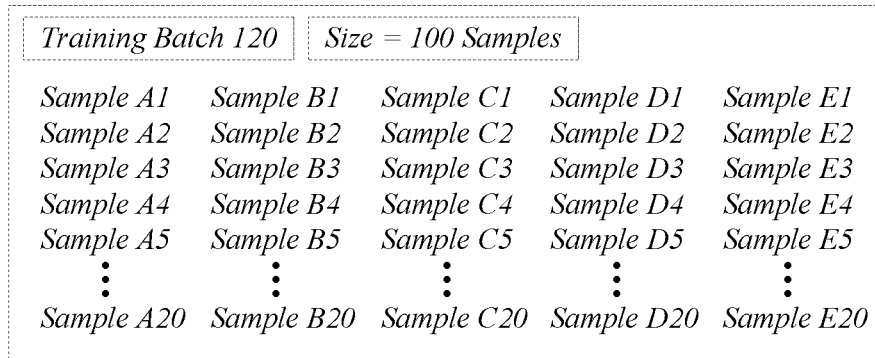 Training Batch 120 Size = 100 Samples
Sample A1 Sample B1 Sample C1 Sample D1 Sample E1
Sample A2 Sample B2 Sample C2 Sample D2 Sample E2
Sample A3 Sample B3 Sample C3 Sample D3 Sample E3
Sample A4 Sample B4 Sample C4 Sample D4 Sample E4
Sample A5 Sample B5 Sample C5 Sample D5 Sample E5
Sample A20 Sample B20 Sample C20 Sample D20 Sample E20